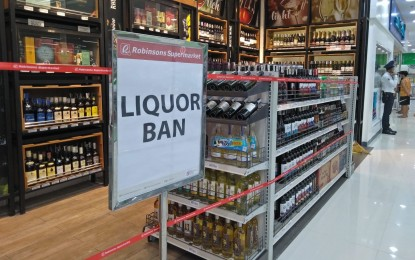 Robinsons Supermarket
LIQUOR
BAN